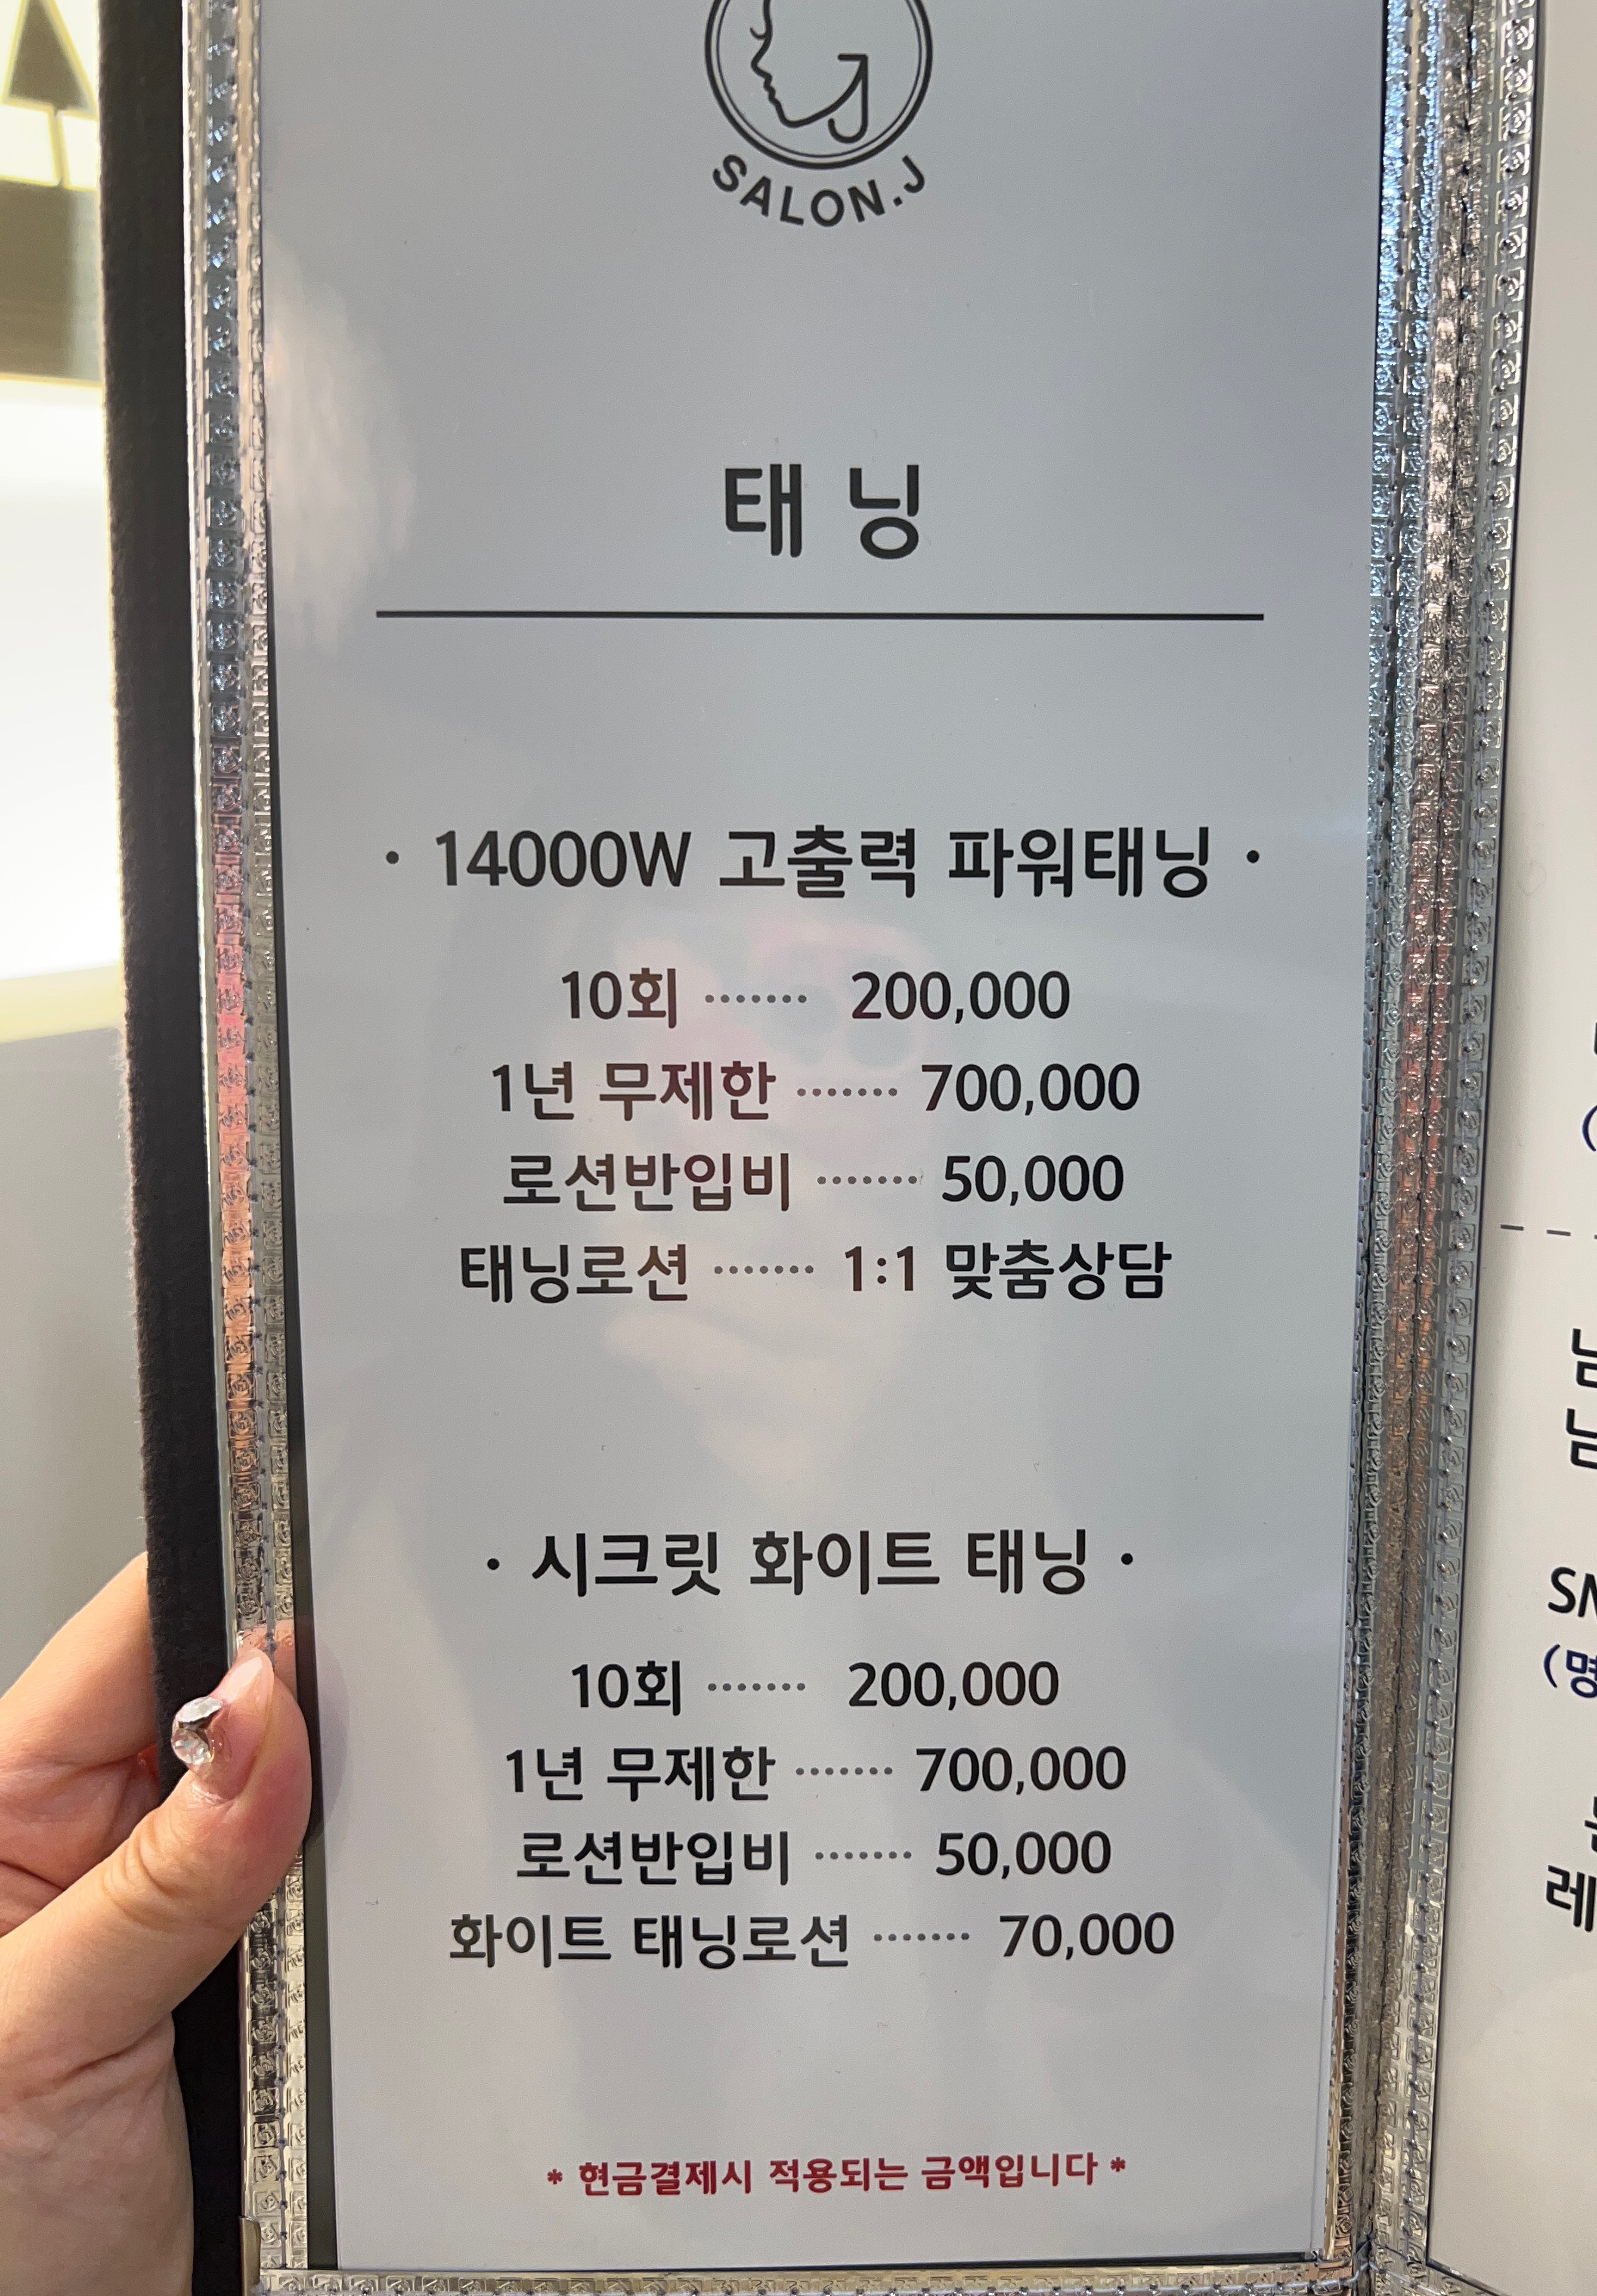 SALON.J
태닝
· 14000W 고출력 파워태닝 ·
10회 ······· 200,000
1년 무제한 ······· 700,000
로션반입비 ······· 50,000
태닝로션 ······· 1:1 맞춤상담
· 시크릿 화이트 태닝 ·
10회 ······· 200,000
1년 무제한 ······· 700,000
로션반입비 ······· 50,000
화이트 태닝로션 ······· 70,000
* 현금결제시 적용되는 금액입니다 *